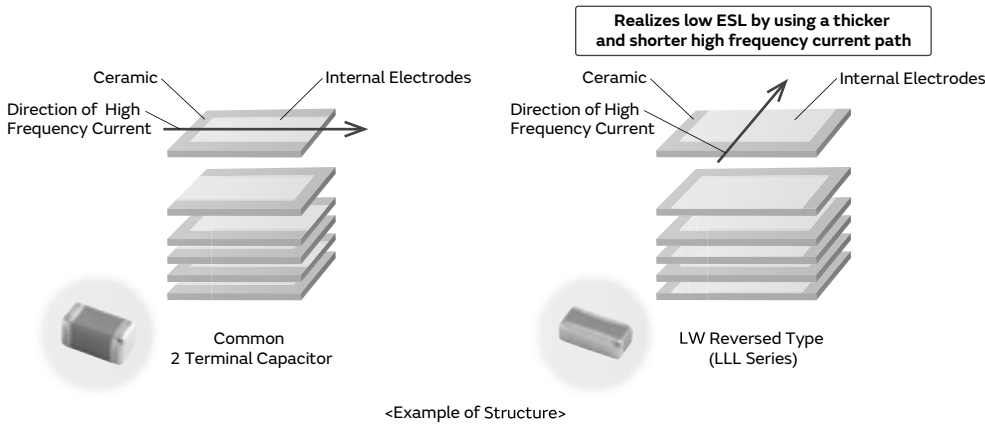 Realizes low ESL by using a thicker
and shorter high frequency current path
Ceramic
Internal Electrodes
Direction of High
Frequency Current
Common
2 Terminal Capacitor
Ceramic
Internal Electrodes
Direction of High
Frequency Current
LW Reversed Type
(LLL Series)
<Example of Structure>